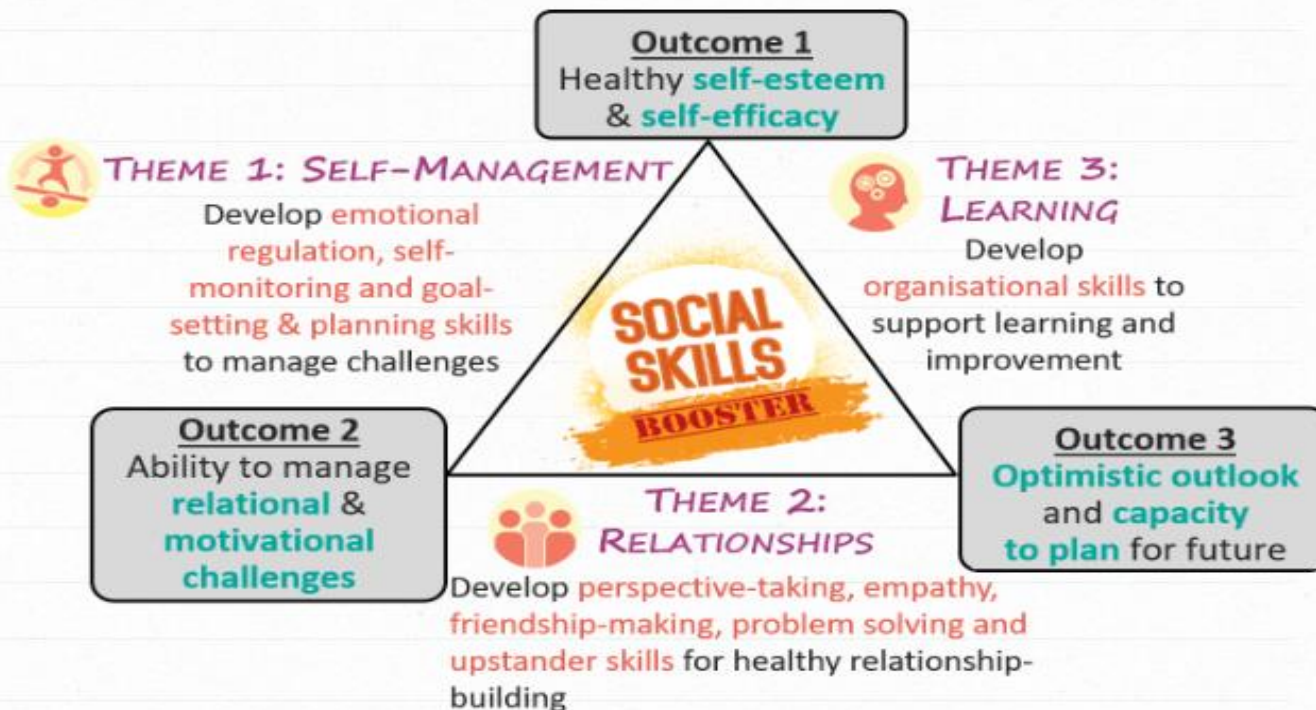 Outcome 1
Healthy self-esteem
& self-efficacy
THEME 1: SELF-MANAGEMENT
Develop emotional
regulation, self-
monitoring and goal-
setting & planning skills
to manage challenges
THEME 3:
LEARNING
Develop
organisational skills to
support learning and
improvement
SOCIAL
SKILLS
BOOSTER
Outcome 2
Ability to manage
relational &
motivational
challenges
Outcome 3
Optimistic outlook
and capacity
to plan for future
THEME 2:
RELATIONSHIPS
Develop perspective-taking, empathy,
friendship-making, problem solving and
upstander skills for healthy relationship-
building